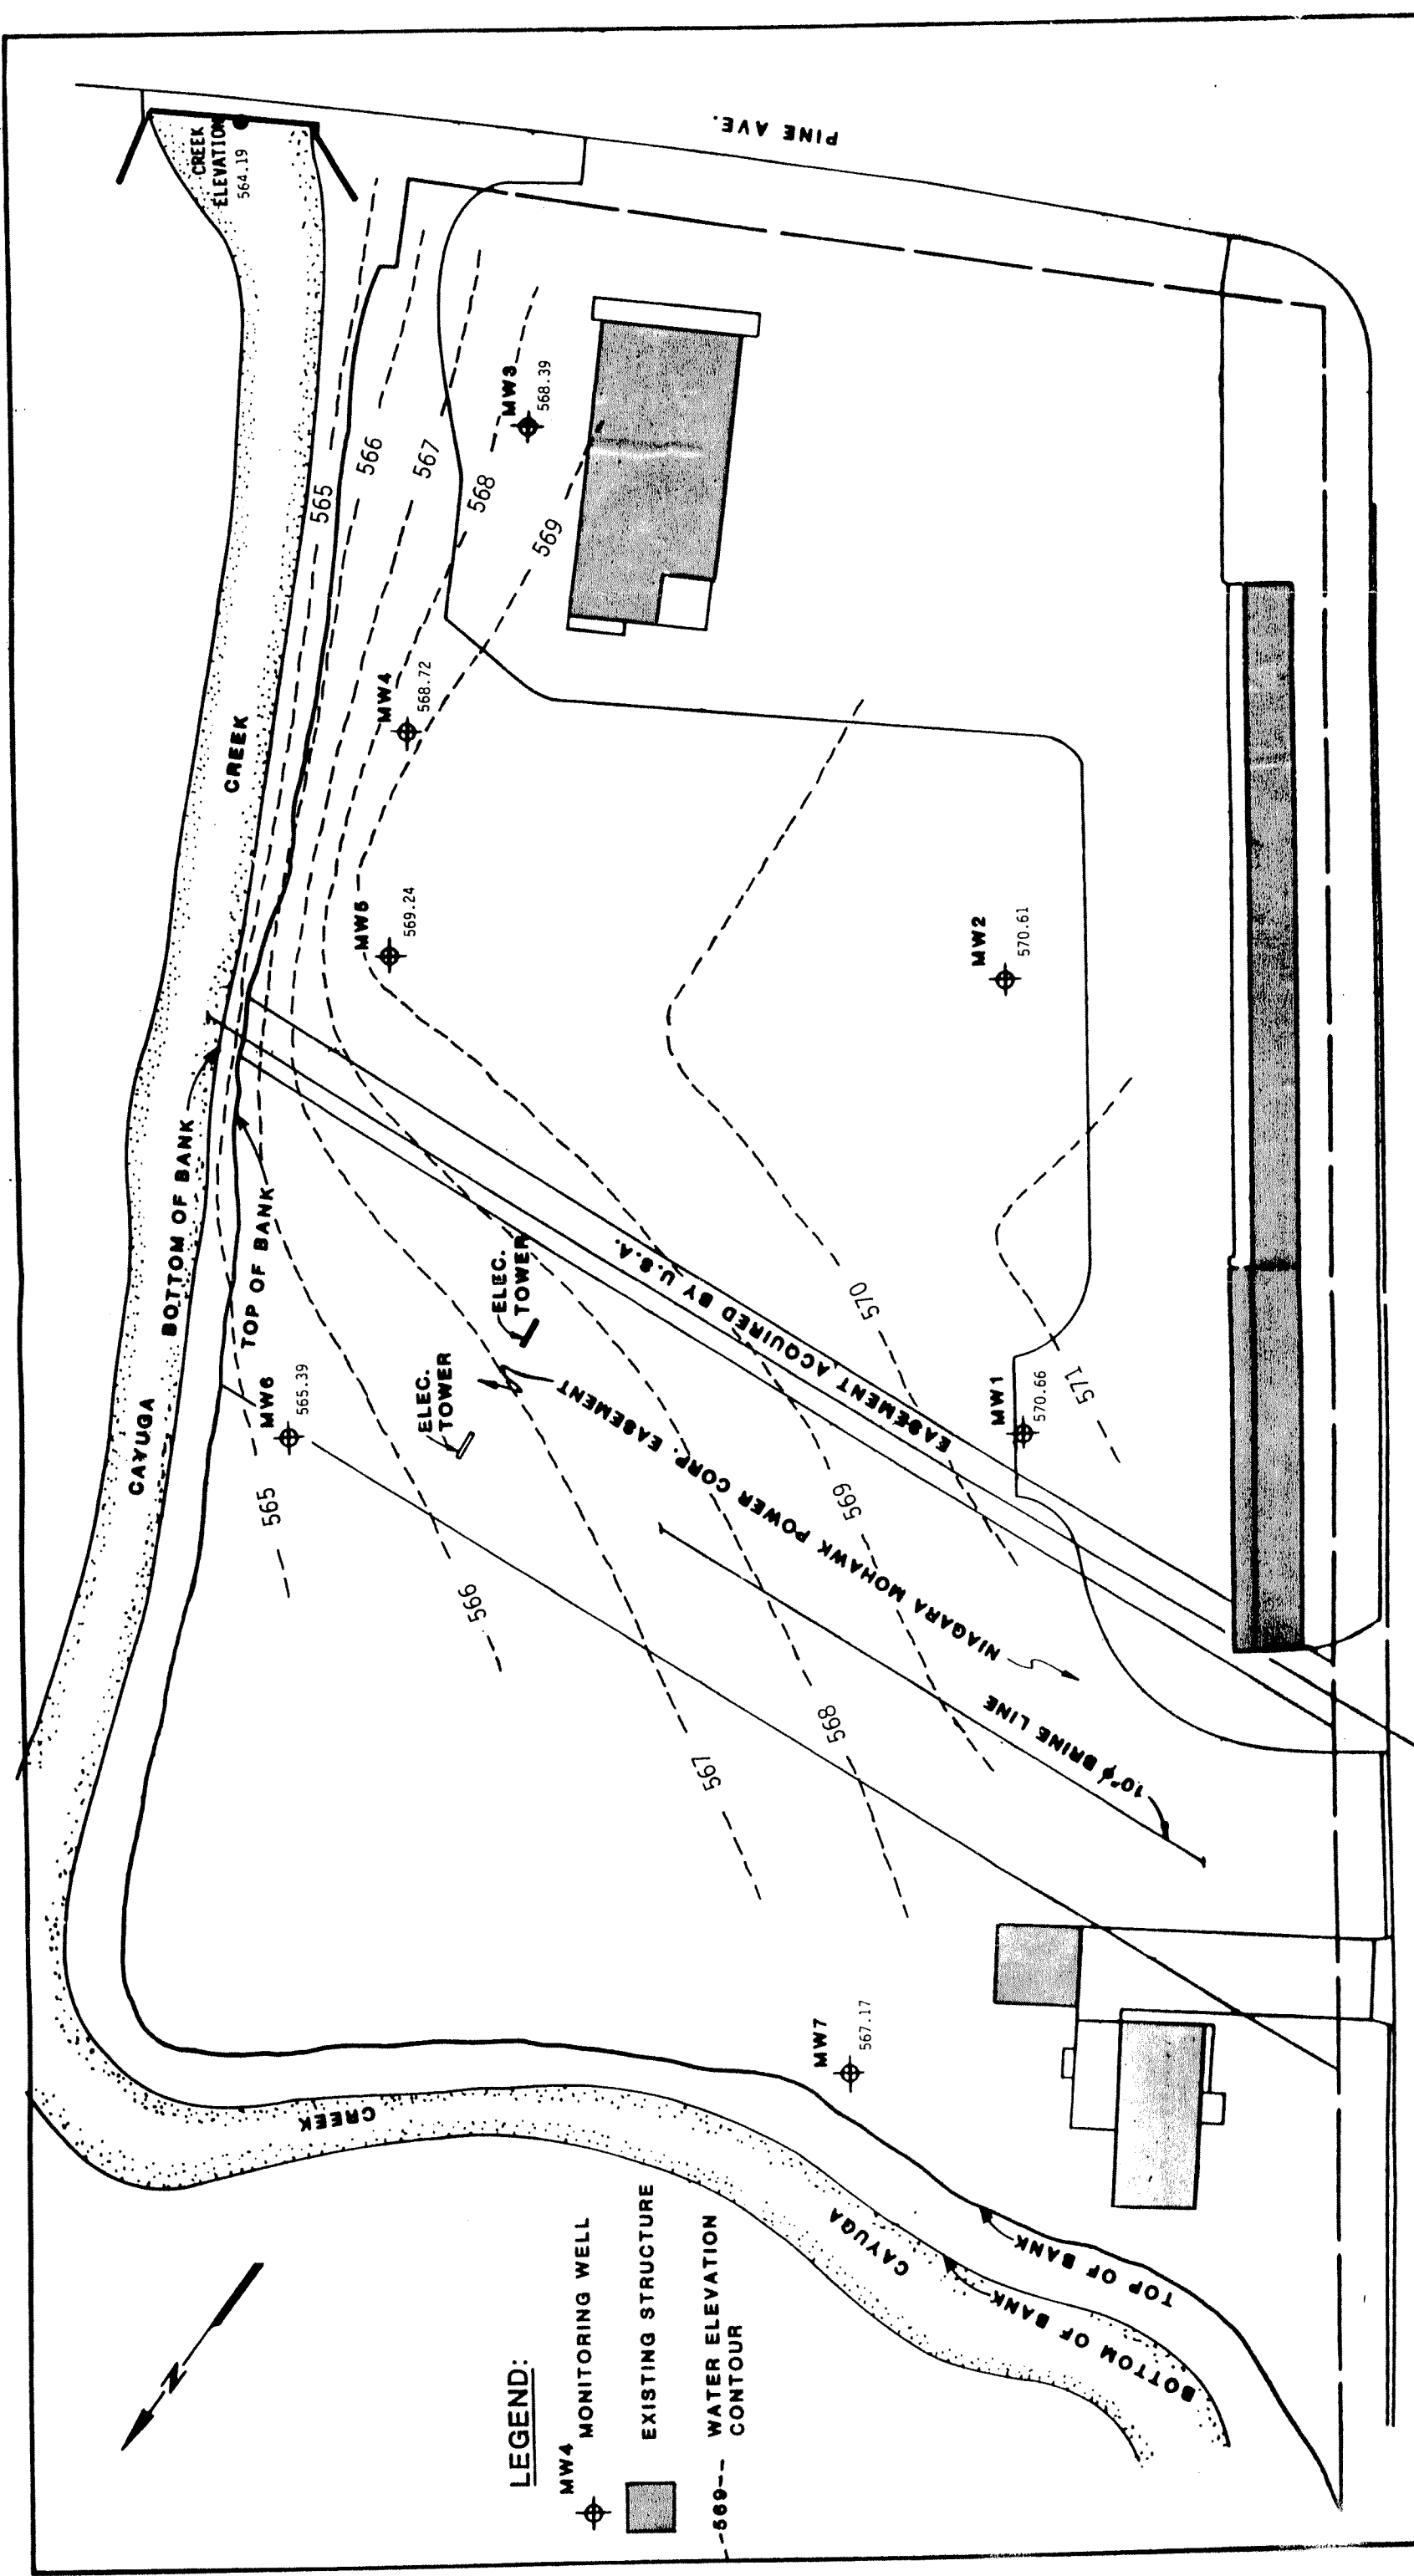 PINE AVE.
CREEK
ELEVATION
564.19
565
566
567
568
569
MW3
568.39
MW4
568.72
CREEK
MW5
569.24
MW2
570.61
BOTTOM OF BANK
TOP OF BANK
CAYUGA
MW6
565.39
565
ELEC.
TOWER
ELEC.
TOWER
EASEMENT ACQUIRED BY U.S.A.
NIAGARA MOHAWK POWER CORP. EASEMENT
10"ø BRINE LINE
570
MW1
570.66
571
569
566
568
567
MW7
567.17
CREEK
CAYUGA
TOP OF BANK
BOTTOM OF BANK
N
LEGEND:
MW4
MONITORING WELL
EXISTING STRUCTURE
-569-- WATER ELEVATION
CONTOUR